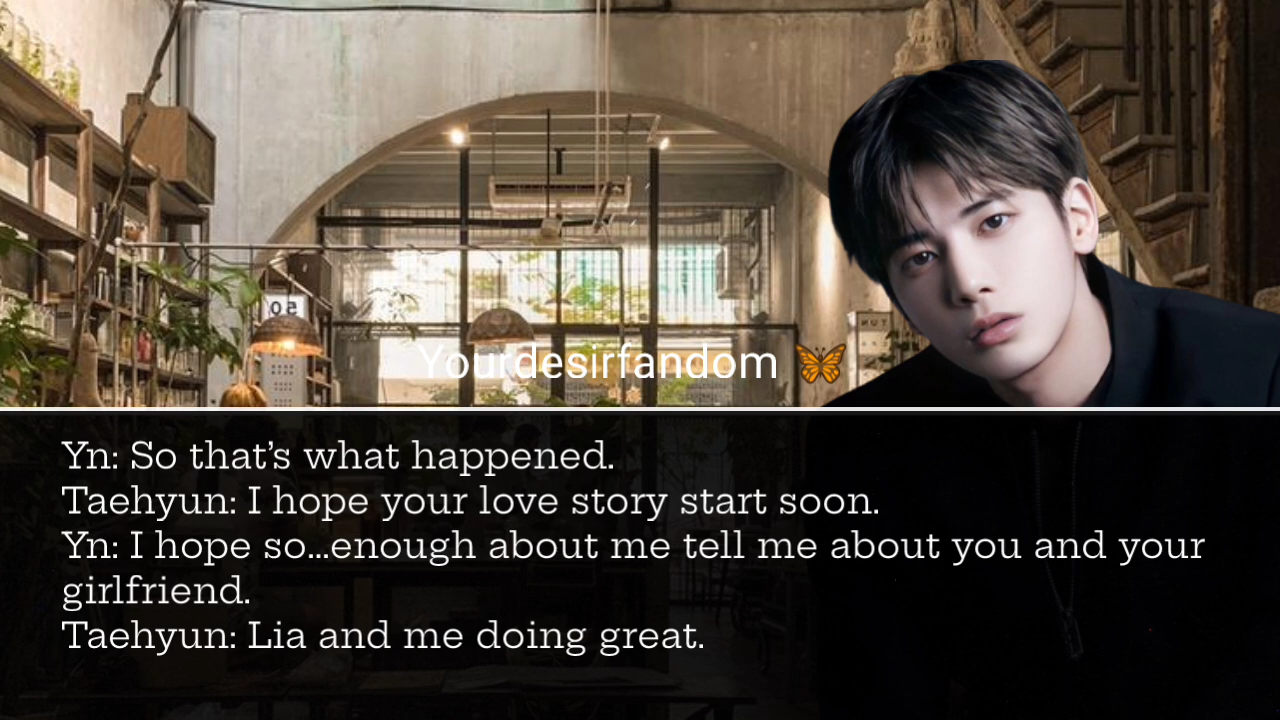 50
Yourdesirfandom 🦋
Yn: So that’s what happened.
Taehyun: I hope your love story start soon.
Yn: I hope so...enough about me tell me about you and your
girlfriend.
Taehyun: Lia and me doing great.